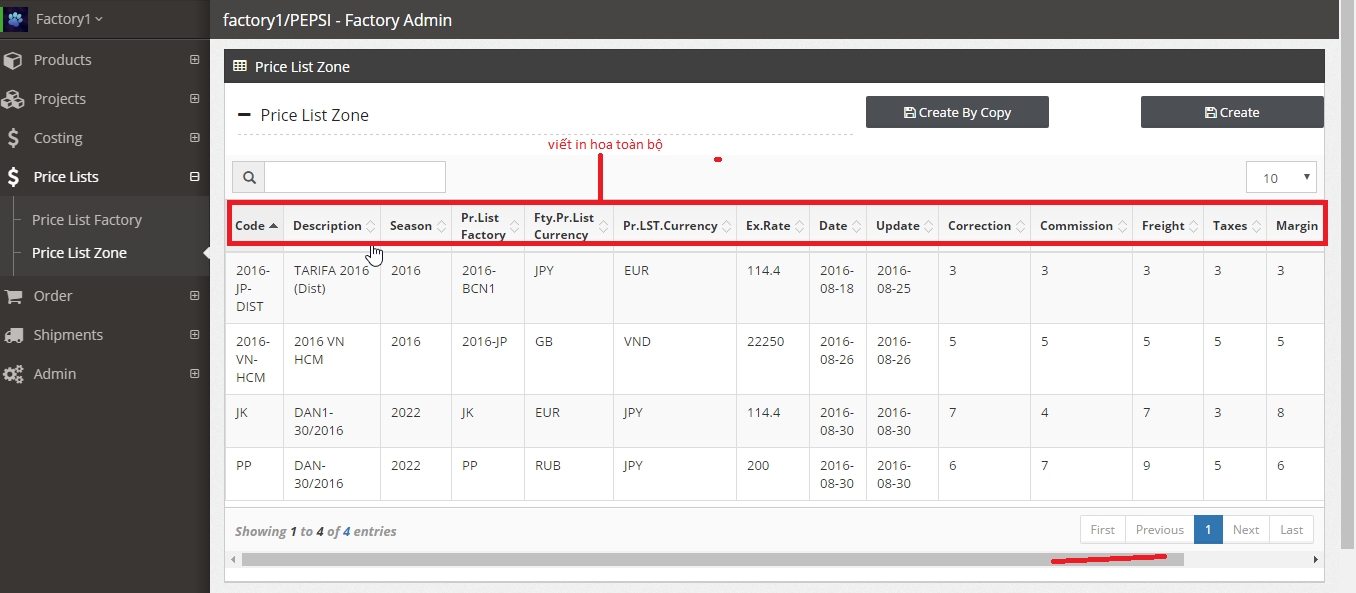 Factory1
factory1/PEPSI - Factory Admin
Products
Projects
Costing
Price Lists
Price List Factory
Price List Zone
Order
Shipments
Admin
Price List Zone
Price List Zone
Create By Copy
Create
viết in hoa toàn bộ
10
Code Description Season Pr.List Factory Fty.Pr.List Currency Pr.LST.Currency Ex.Rate Date Update Correction Commission Freight Taxes Margin
2016-JP-DIST TARIFA 2016 (Dist) 2016 2016-BCN1 JPY EUR 114.4 2016-08-18 2016-08-25 3 3 3 3 3
2016-VN-HCM 2016 VN HCM 2016 2016-JP GB VND 22250 2016-08-26 2016-08-26 5 5 5 5 5
JK DAN1-30/2016 2022 JK EUR JPY 114.4 2016-08-30 2016-08-30 7 4 7 3 8
PP DAN-30/2016 2022 PP RUB JPY 200 2016-08-30 2016-08-30 6 7 9 5 6
Showing 1 to 4 of 4 entries
First Previous 1 Next Last